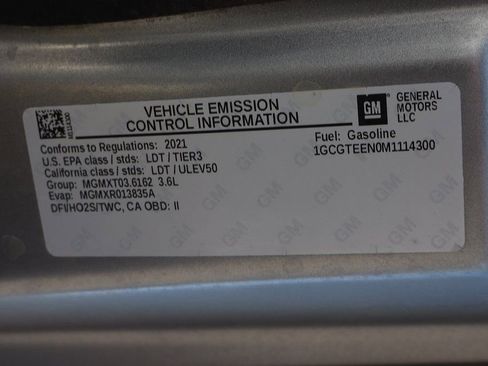 VEHICLE EMISSION
CONTROL INFORMATION
GM
GENERAL
MOTORS
LLC
Conforms to Regulations: 2021
U.S. EPA class / stds: LDT / TIER3
California class / stds: LDT / ULEV50
Group: MGMXT03.6162 3.6L
Evap: MGMXR013835A
DFI/HO2S/TWC, CA OBD: II
Fuel: Gasoline
1GCGTEEN0M1114300